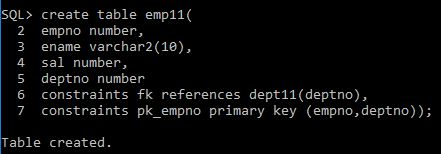 SQL> create table emp11(
2 empno number,
3 ename varchar2(10),
4 sal number,
5 deptno number
6 constraints fk references dept11(deptno),
7 constraints pk_empno primary key (empno,deptno));
Table created.